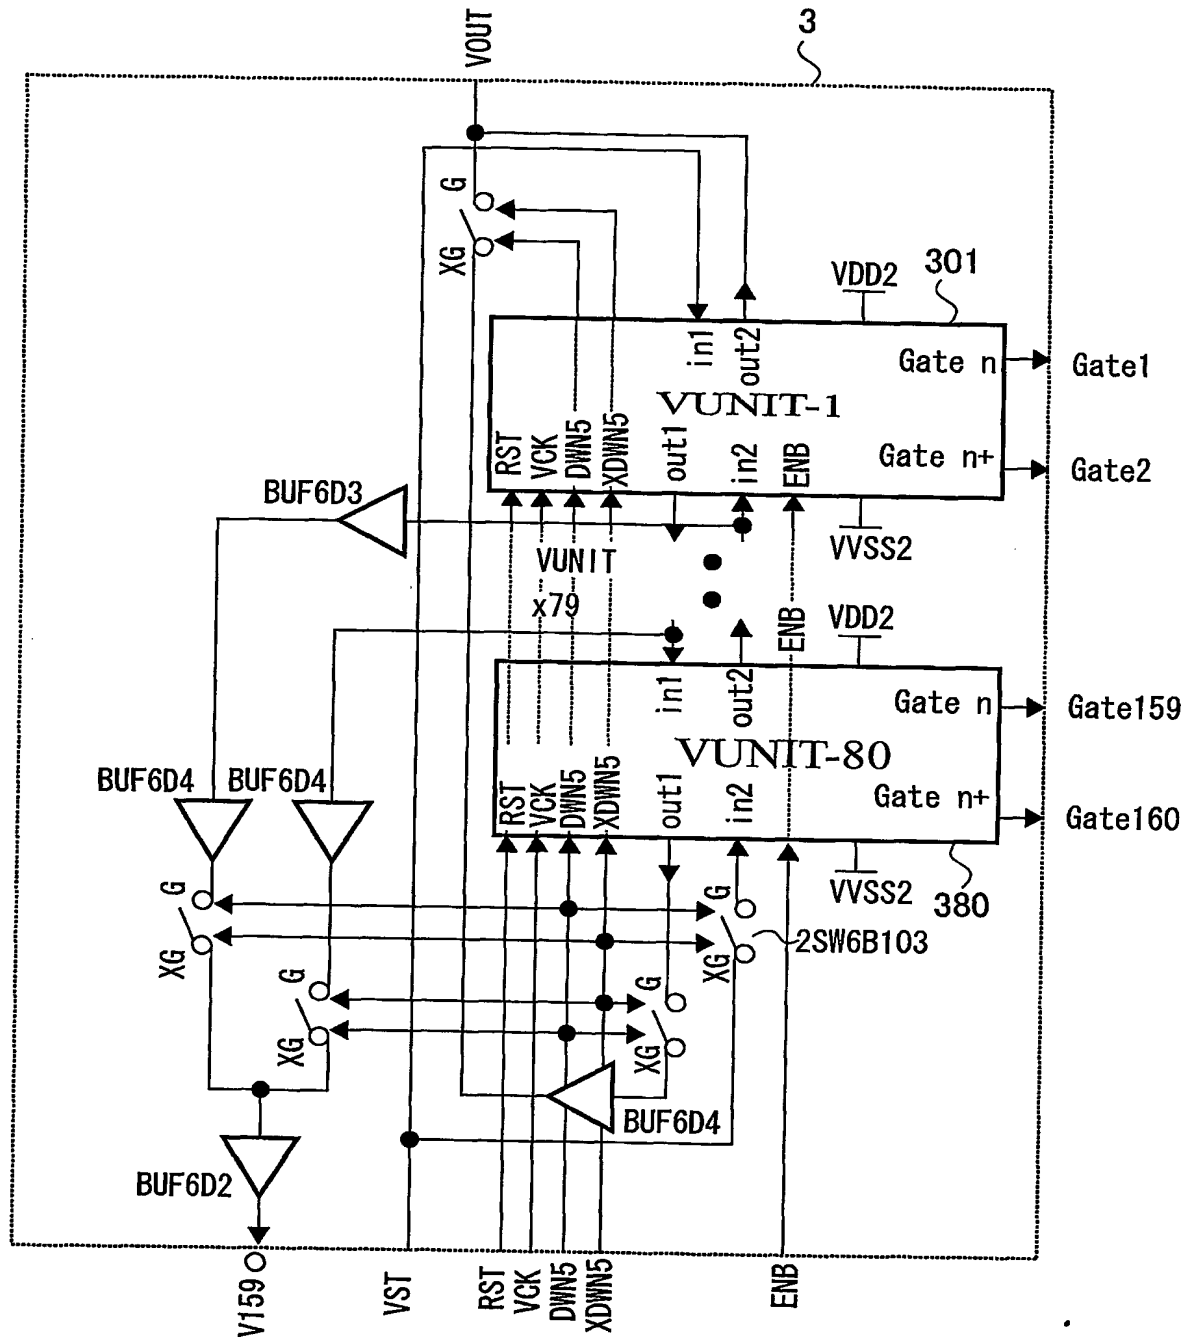 VOUT
3
G
XG
VDD2
301
in1
out2
Gate n
Gate1
VUNIT-1
RST
VCK
DWN5
XDWN5
out1
in2
ENB
Gate n+
Gate2
BUF6D3
VUNIT
x79
VVSS2
ENB
VDD2
in1
out2
Gate n
Gate159
VUNIT-80
BUF6D4
BUF6D4
RST
VCK
DWN5
XDWN5
out1
in2
Gate n+
Gate160
VVSS2
380
G
XG
G
XG
2SW6B103
G
XG
G
XG
BUF6D4
BUF6D2
V159
VST
RST
VCK
DWN5
XDWN5
ENB